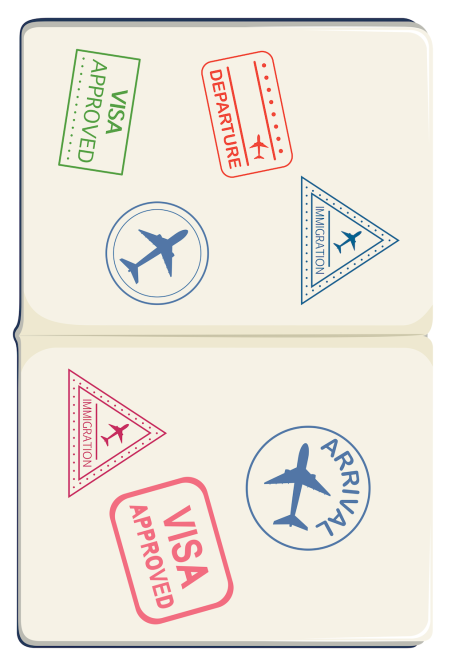 VISA
APPROVED
DEPARTURE
IMMIGRATION
IMMIGRATION
ARRIVAL
VISA
APPROVED